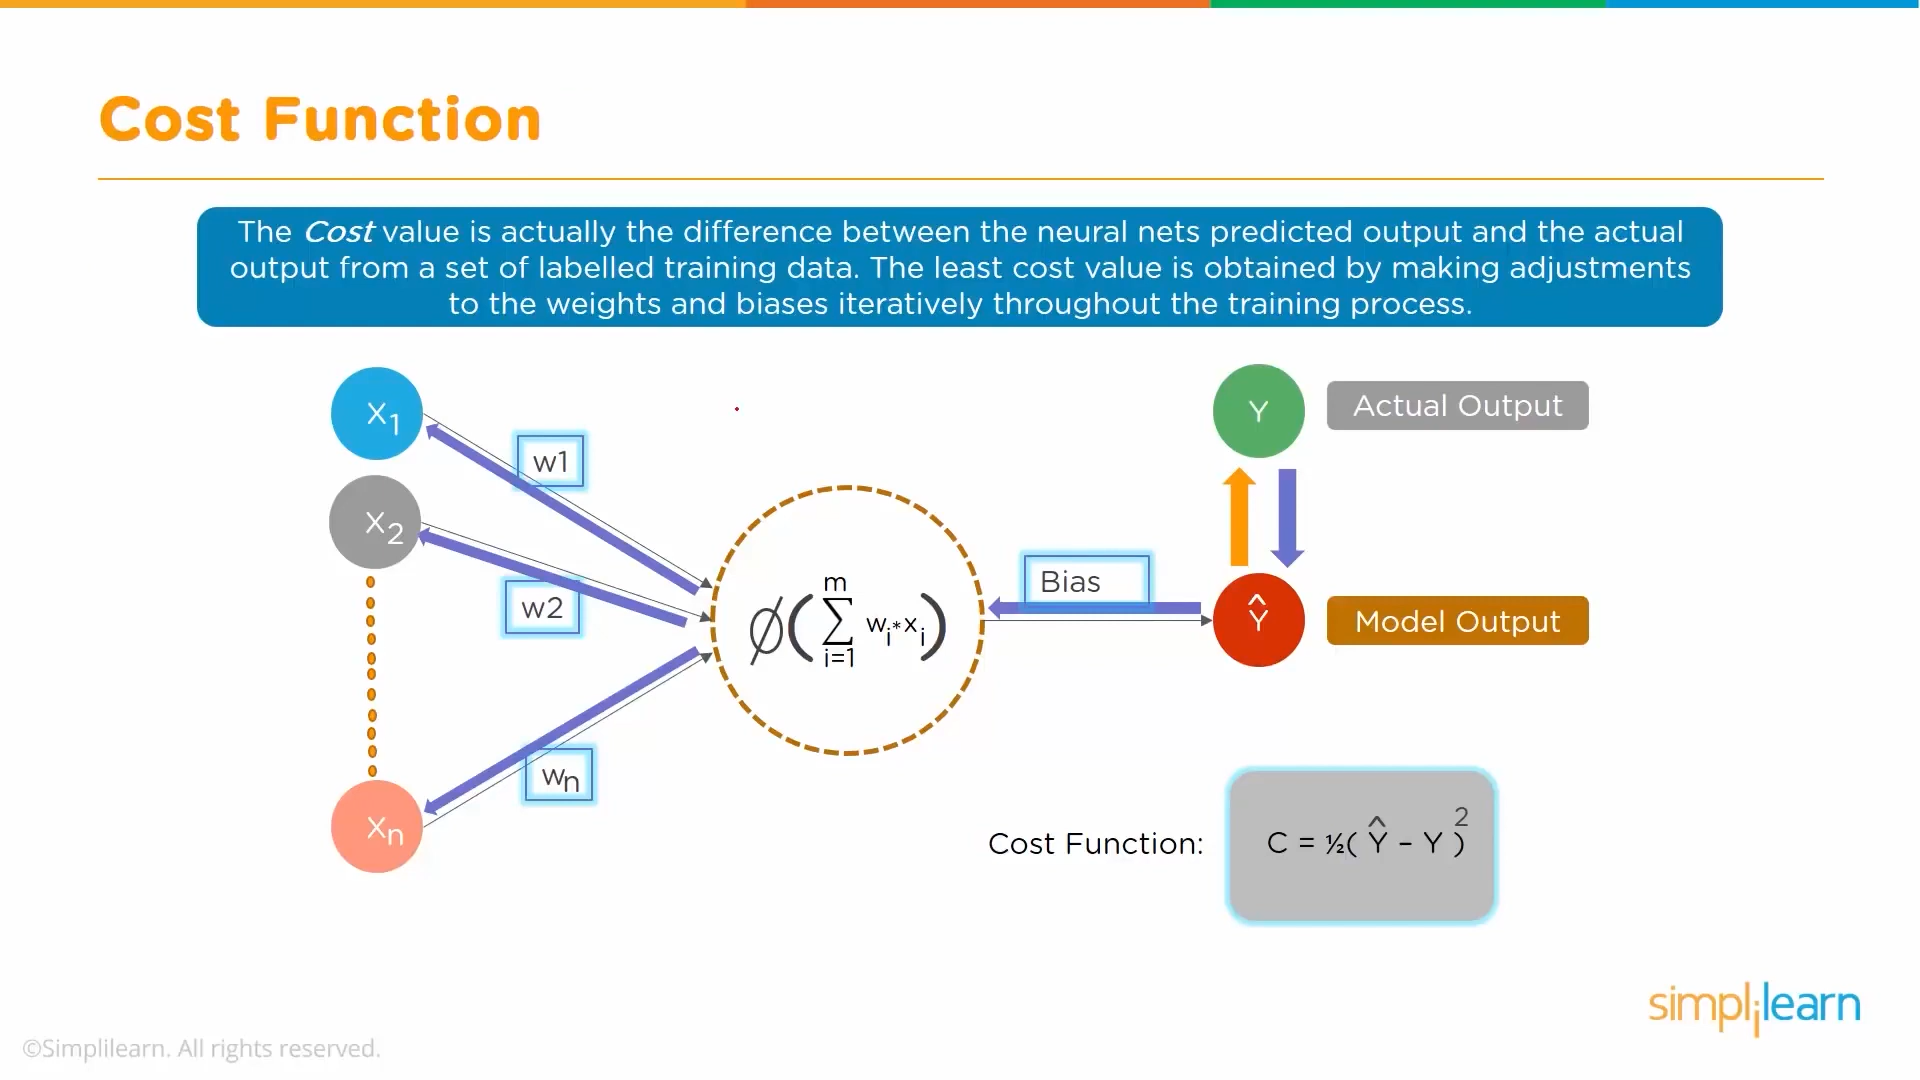 Cost Function
The Cost value is actually the difference between the neural nets predicted output and the actual
output from a set of labelled training data. The least cost value is obtained by making adjustments
to the weights and biases iteratively throughout the training process.
X1
w1
Y
Actual Output
X2
w2
Bias
ϕ(∑ᵐᵢ₌₁ wi*xi)
Ŷ
Model Output
Xn
wn
Cost Function:
C = ½( Ŷ – Y )²
simplilearn
©Simplilearn. All rights reserved.